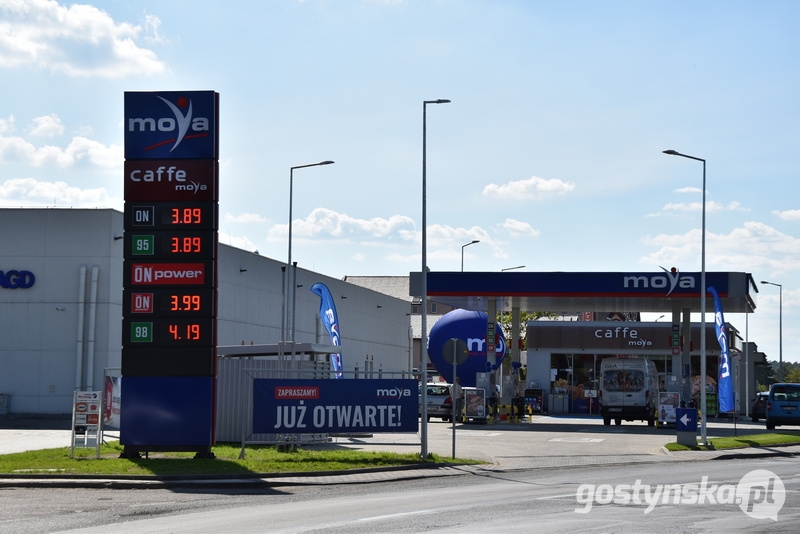 moya
caffe
moya
ON 3.89
95 3.89
ON power
ON 3.99
98 4.19
AGD
ZAPRASZAMY!
moya
JUŻ OTWARTE!
moya
caffe
moya
gostynska.pl